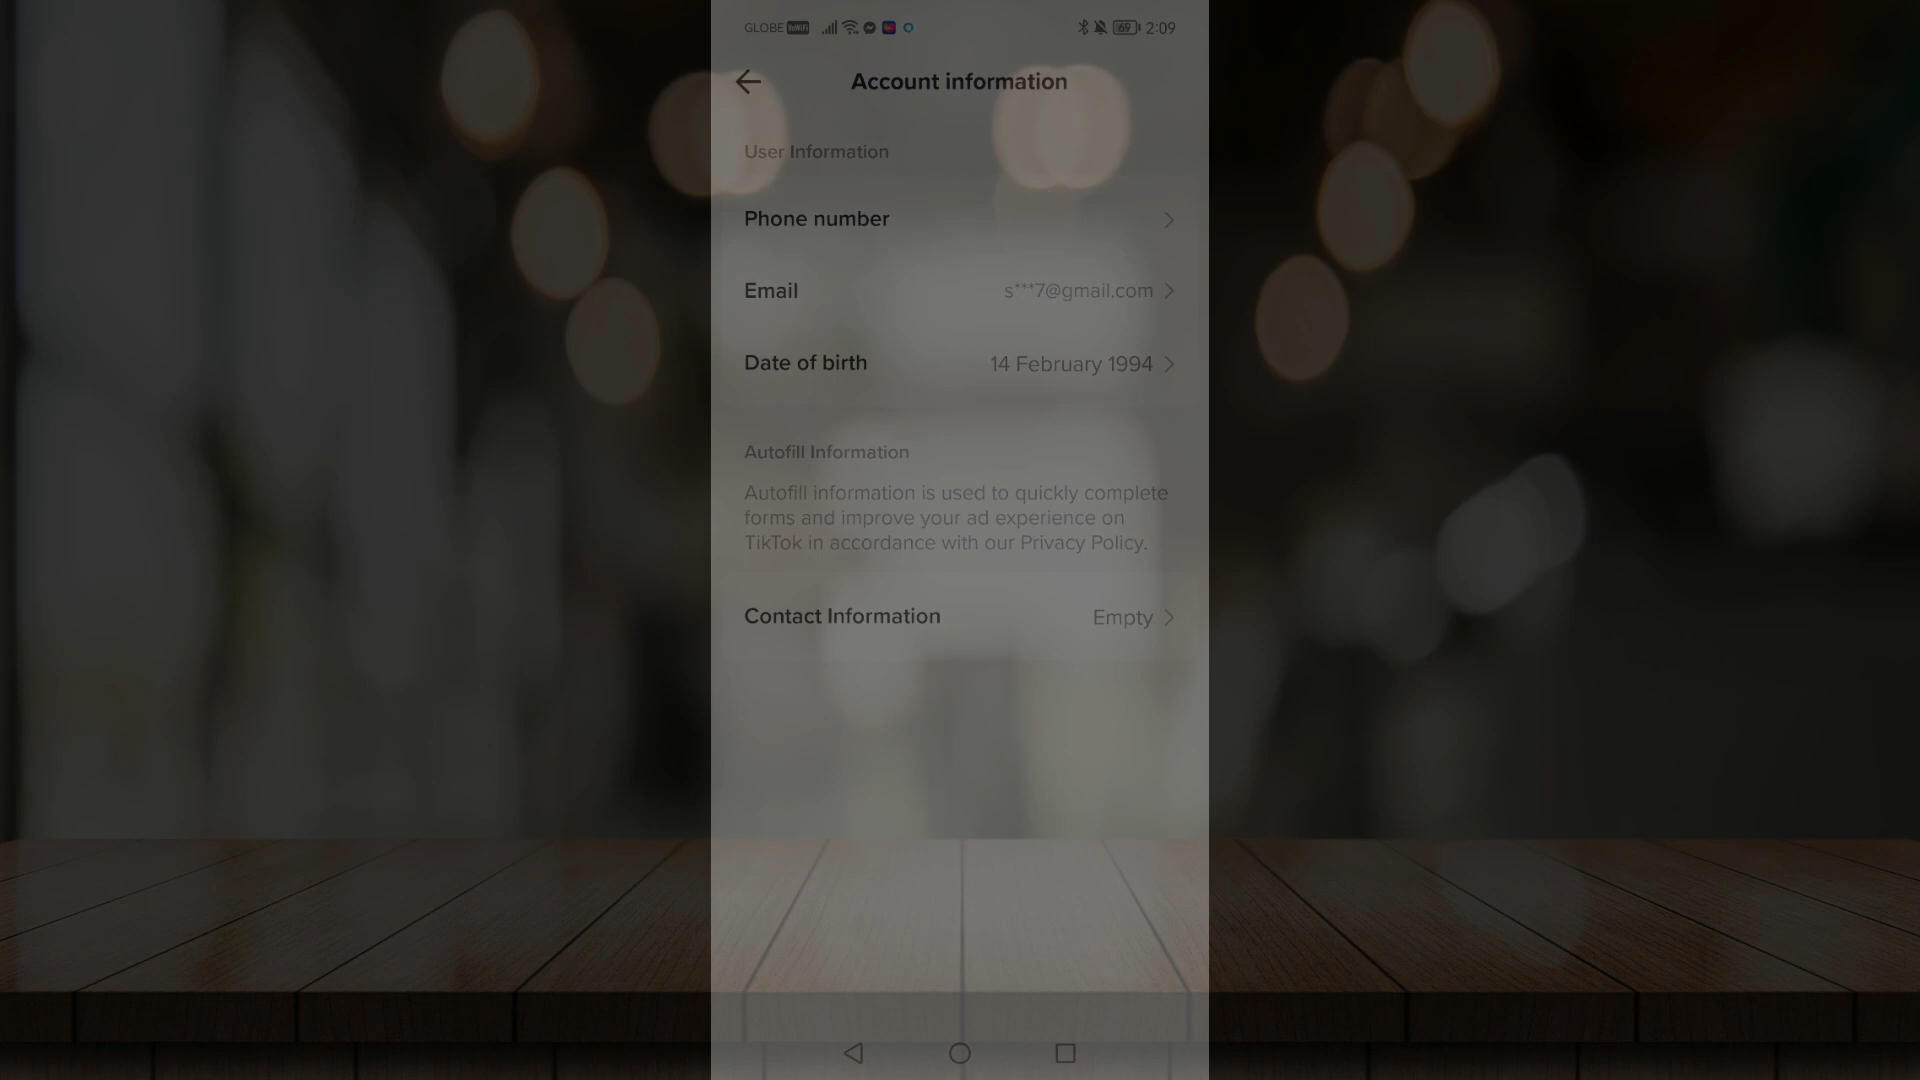 GLOBE VoWiFi 69 2:09
Account information
User Information
Phone number
Email s***7@gmail.com
Date of birth 14 February 1994
Autofill Information
Autofill information is used to quickly complete
forms and improve your ad experience on
TikTok in accordance with our Privacy Policy.
Contact Information Empty